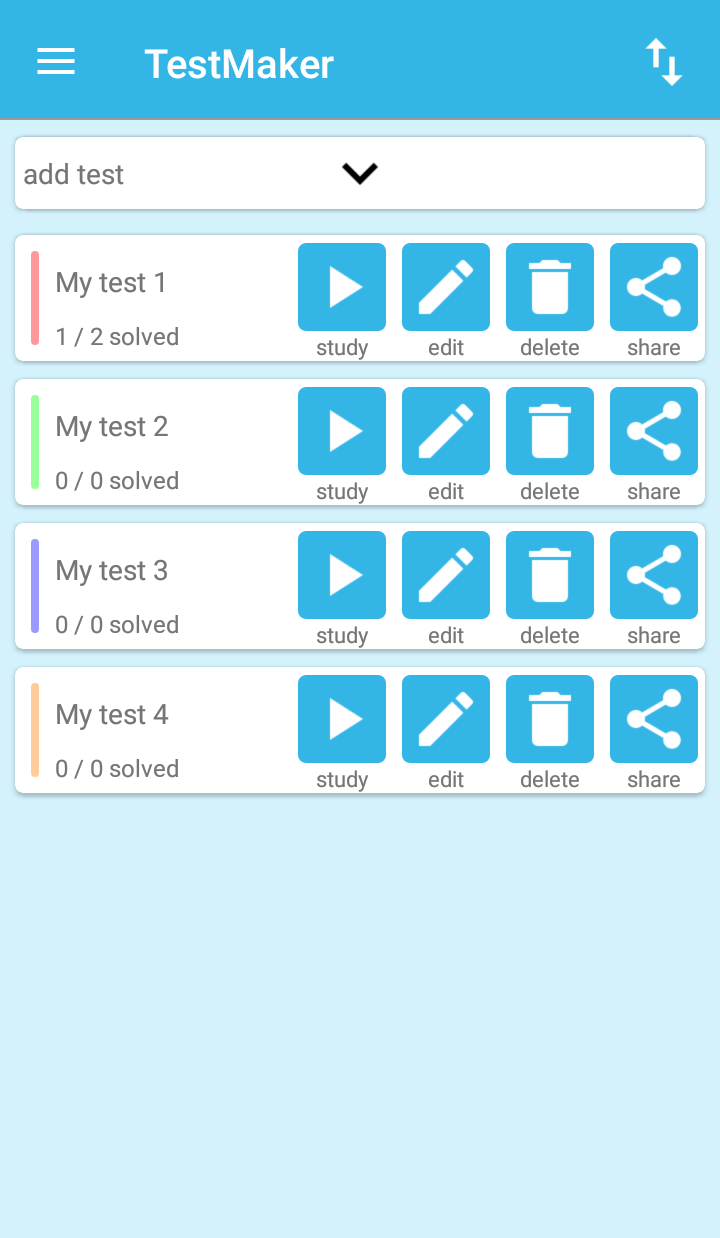 TestMaker
add test
My test 1
1 / 2 solved
study edit delete share
My test 2
0 / 0 solved
study edit delete share
My test 3
0 / 0 solved
study edit delete share
My test 4
0 / 0 solved
study edit delete share